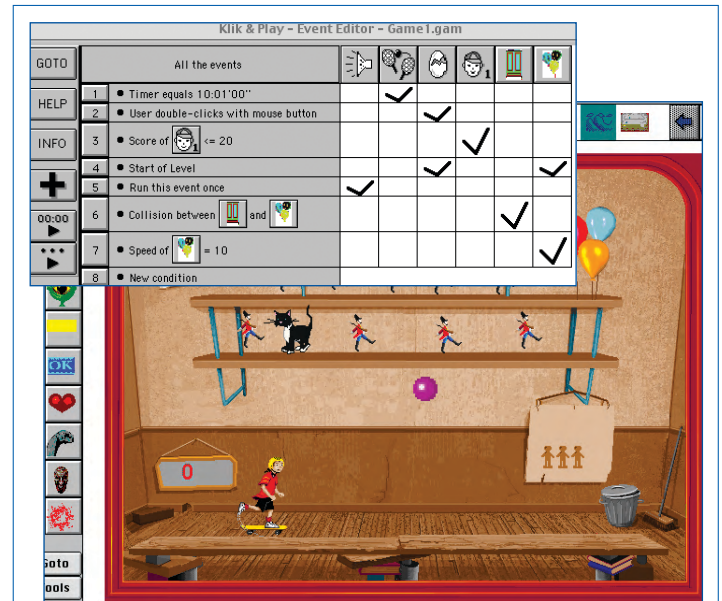 Klik & Play – Event Editor – Game1.gam
GOTO
All the events
1
HELP
1 • Timer equals 10:01'00"
2 • User double-clicks with mouse button
INFO
3 • Score of 1 <= 20
4 • Start of Level
5 • Run this event once
00:00
6 • Collision between and
7 • Speed of = 10
8 • New condition
OK
0
Goto
ools